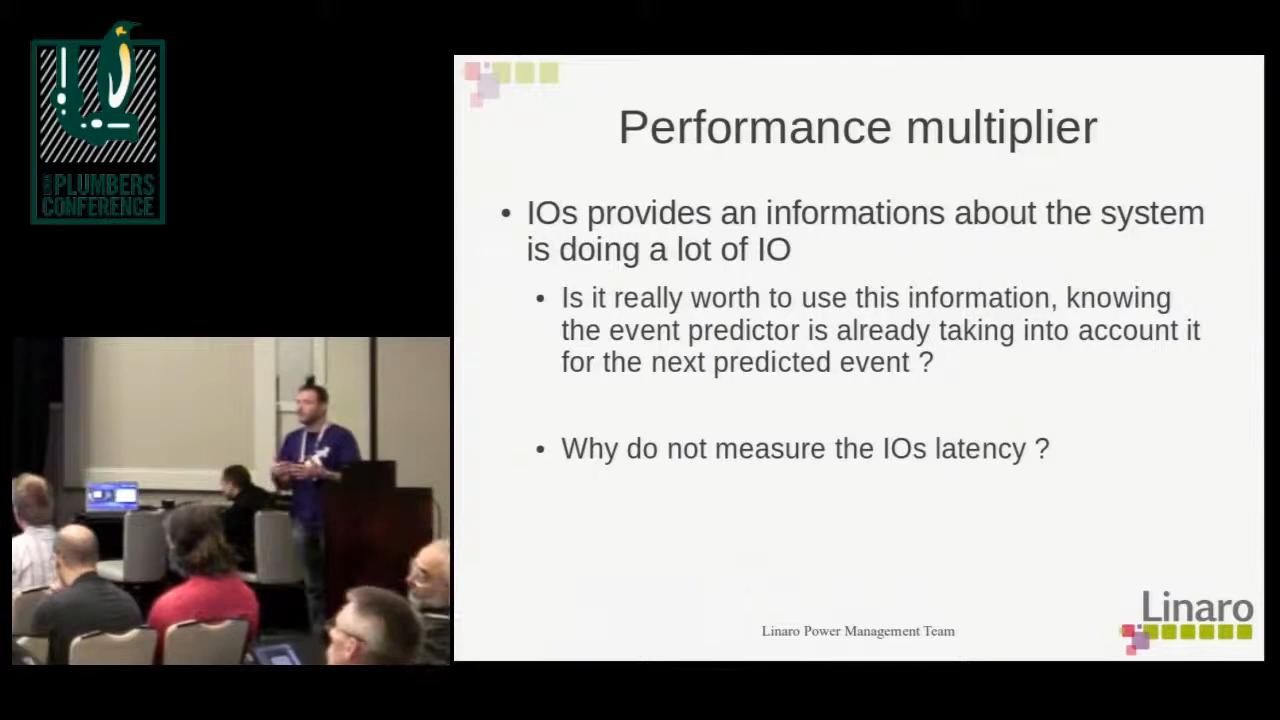 LINUX
PLUMBERS
CONFERENCE
Performance multiplier
• IOs provides an informations about the system
is doing a lot of IO
• Is it really worth to use this information, knowing
the event predictor is already taking into account it
for the next predicted event ?
• Why do not measure the IOs latency ?
Linaro Power Management Team
Linaro